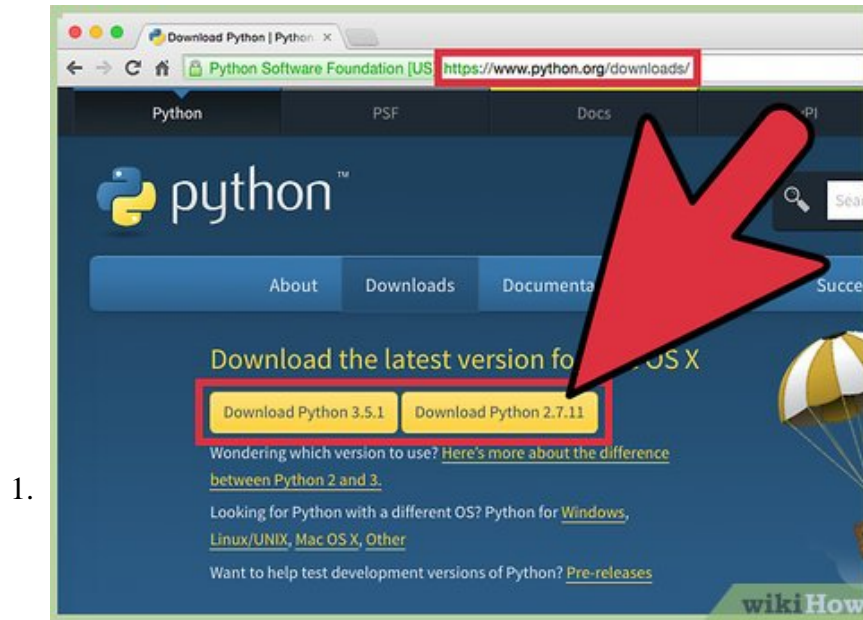 Download Python | Python
Python Software Foundation [US] https://www.python.org/downloads/
Python PSF Docs
python™
About Downloads
Download the latest version for OS X
Download Python 3.5.1 Download Python 2.7.11
Wondering which version to use? Here's more about the difference
between Python 2 and 3.
1.
Looking for Python with a different OS? Python for Windows,
Linux/UNIX, Mac OS X, Other
Want to help test development versions of Python? Pre-releases
wikiHow